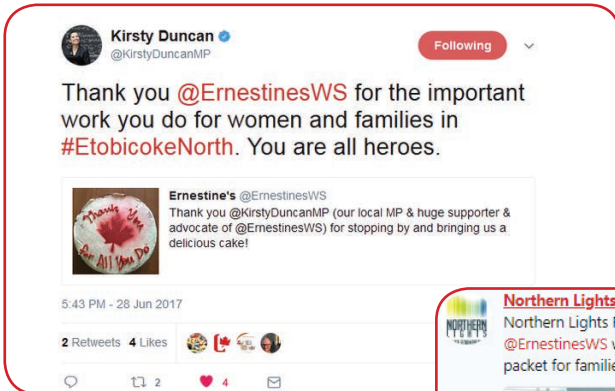 Kirsty Duncan
@KirstyDuncanMP
Following
Thank you @ErnestinesWS for the important
work you do for women and families in
#EtobicokeNorth. You are all heroes.
Ernestine's @ErnestinesWS
Thank you @KirstyDuncanMP (our local MP & huge supporter &
advocate of @ErnestinesWS) for stopping by and bringing us a
delicious cake!
Thank You
for All You Do
5:43 PM - 28 Jun 2017
2 Retweets 4 Likes
2
4
Northern Lights
Northern Lights
@ErnestinesWS
packet for familie
NORTHERN
LIGHTS